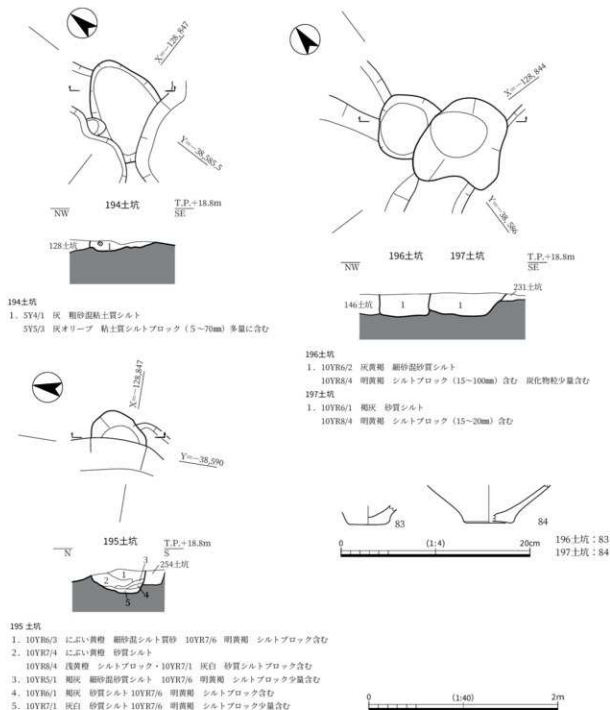 X=-128,847
Y=-38,585.5
194土坑
NW
T.P.+18.8m
SE
128土坑
1
194土坑
1. 5Y4/1 灰 粗砂混粘土質シルト
5Y5/3 灰オリーブ 粘土質シルトブロック（5～70㎜）多量に含む
X=-128,844
Y=-38,586
196土坑 197土坑
NW
T.P.+18.8m
SE
146土坑
1
1
231土坑
196土坑
1. 10YR6/2 灰黄褐 細砂混砂質シルト
10YR8/4 明黄褐 シルトブロック（15～100㎜）含む 炭化物粒少量含む
197土坑
1. 10YR6/1 褐灰 砂質シルト
10YR8/4 明黄褐 シルトブロック（15～20㎜）含む
X=-128,847
Y=-38,590
195土坑
N
T.P.+18.8m
S
3
254土坑
1
2
5
4
195 土坑
1. 10YR6/3 にぶい黄橙 細砂混シルト質砂 10YR7/6 明黄褐 シルトブロック含む
2. 10YR7/4 にぶい黄橙 砂質シルト
10YR8/4 浅黄橙 シルトブロック・10YR7/1 灰白 砂質シルトブロック含む
3. 10YR5/1 褐灰 細砂混砂質シルト 10YR7/6 明黄褐 シルトブロック少量含む
4. 10YR6/1 褐灰 砂質シルト 10YR7/6 明黄褐 シルトブロック含む
5. 10YR7/1 灰白 砂質シルト 10YR7/6 明黄褐 シルトブロック少量含む
83
84
0 (1:4) 20cm
196土坑：83
197土坑：84
0 (1:40) 2m